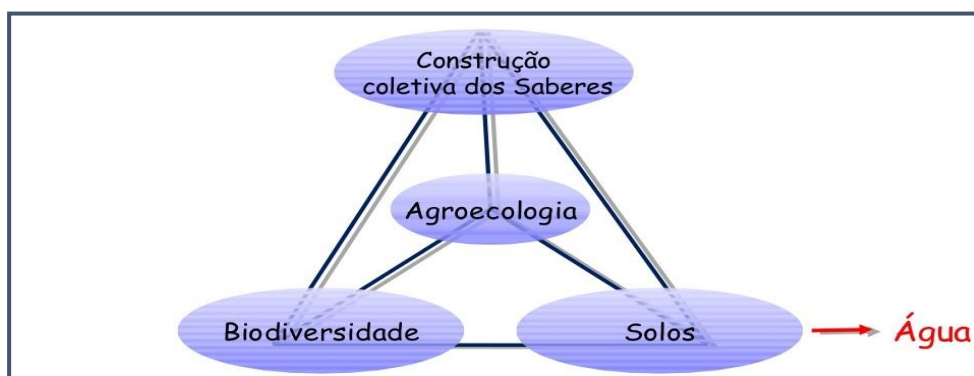 Construção
coletiva dos Saberes
Agroecologia
Biodiversidade
Solos
Água